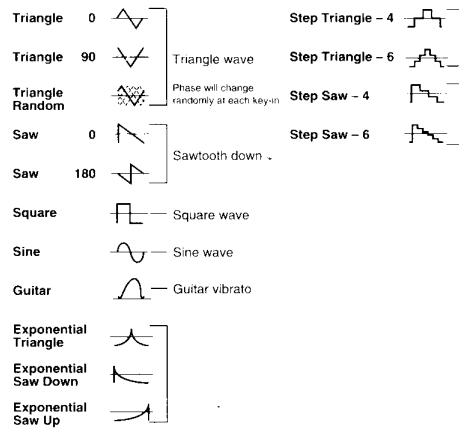 Triangle 0
Triangle 90
Triangle wave
Triangle
Random
Phase will change
randomly at each key-in
Saw 0
Sawtooth down
Saw 180
Square
Square wave
Sine
Sine wave
Guitar
Guitar vibrato
Exponential
Triangle
Exponential
Saw Down
Exponential
Saw Up
Step Triangle – 4
Step Triangle – 6
Step Saw – 4
Step Saw – 6